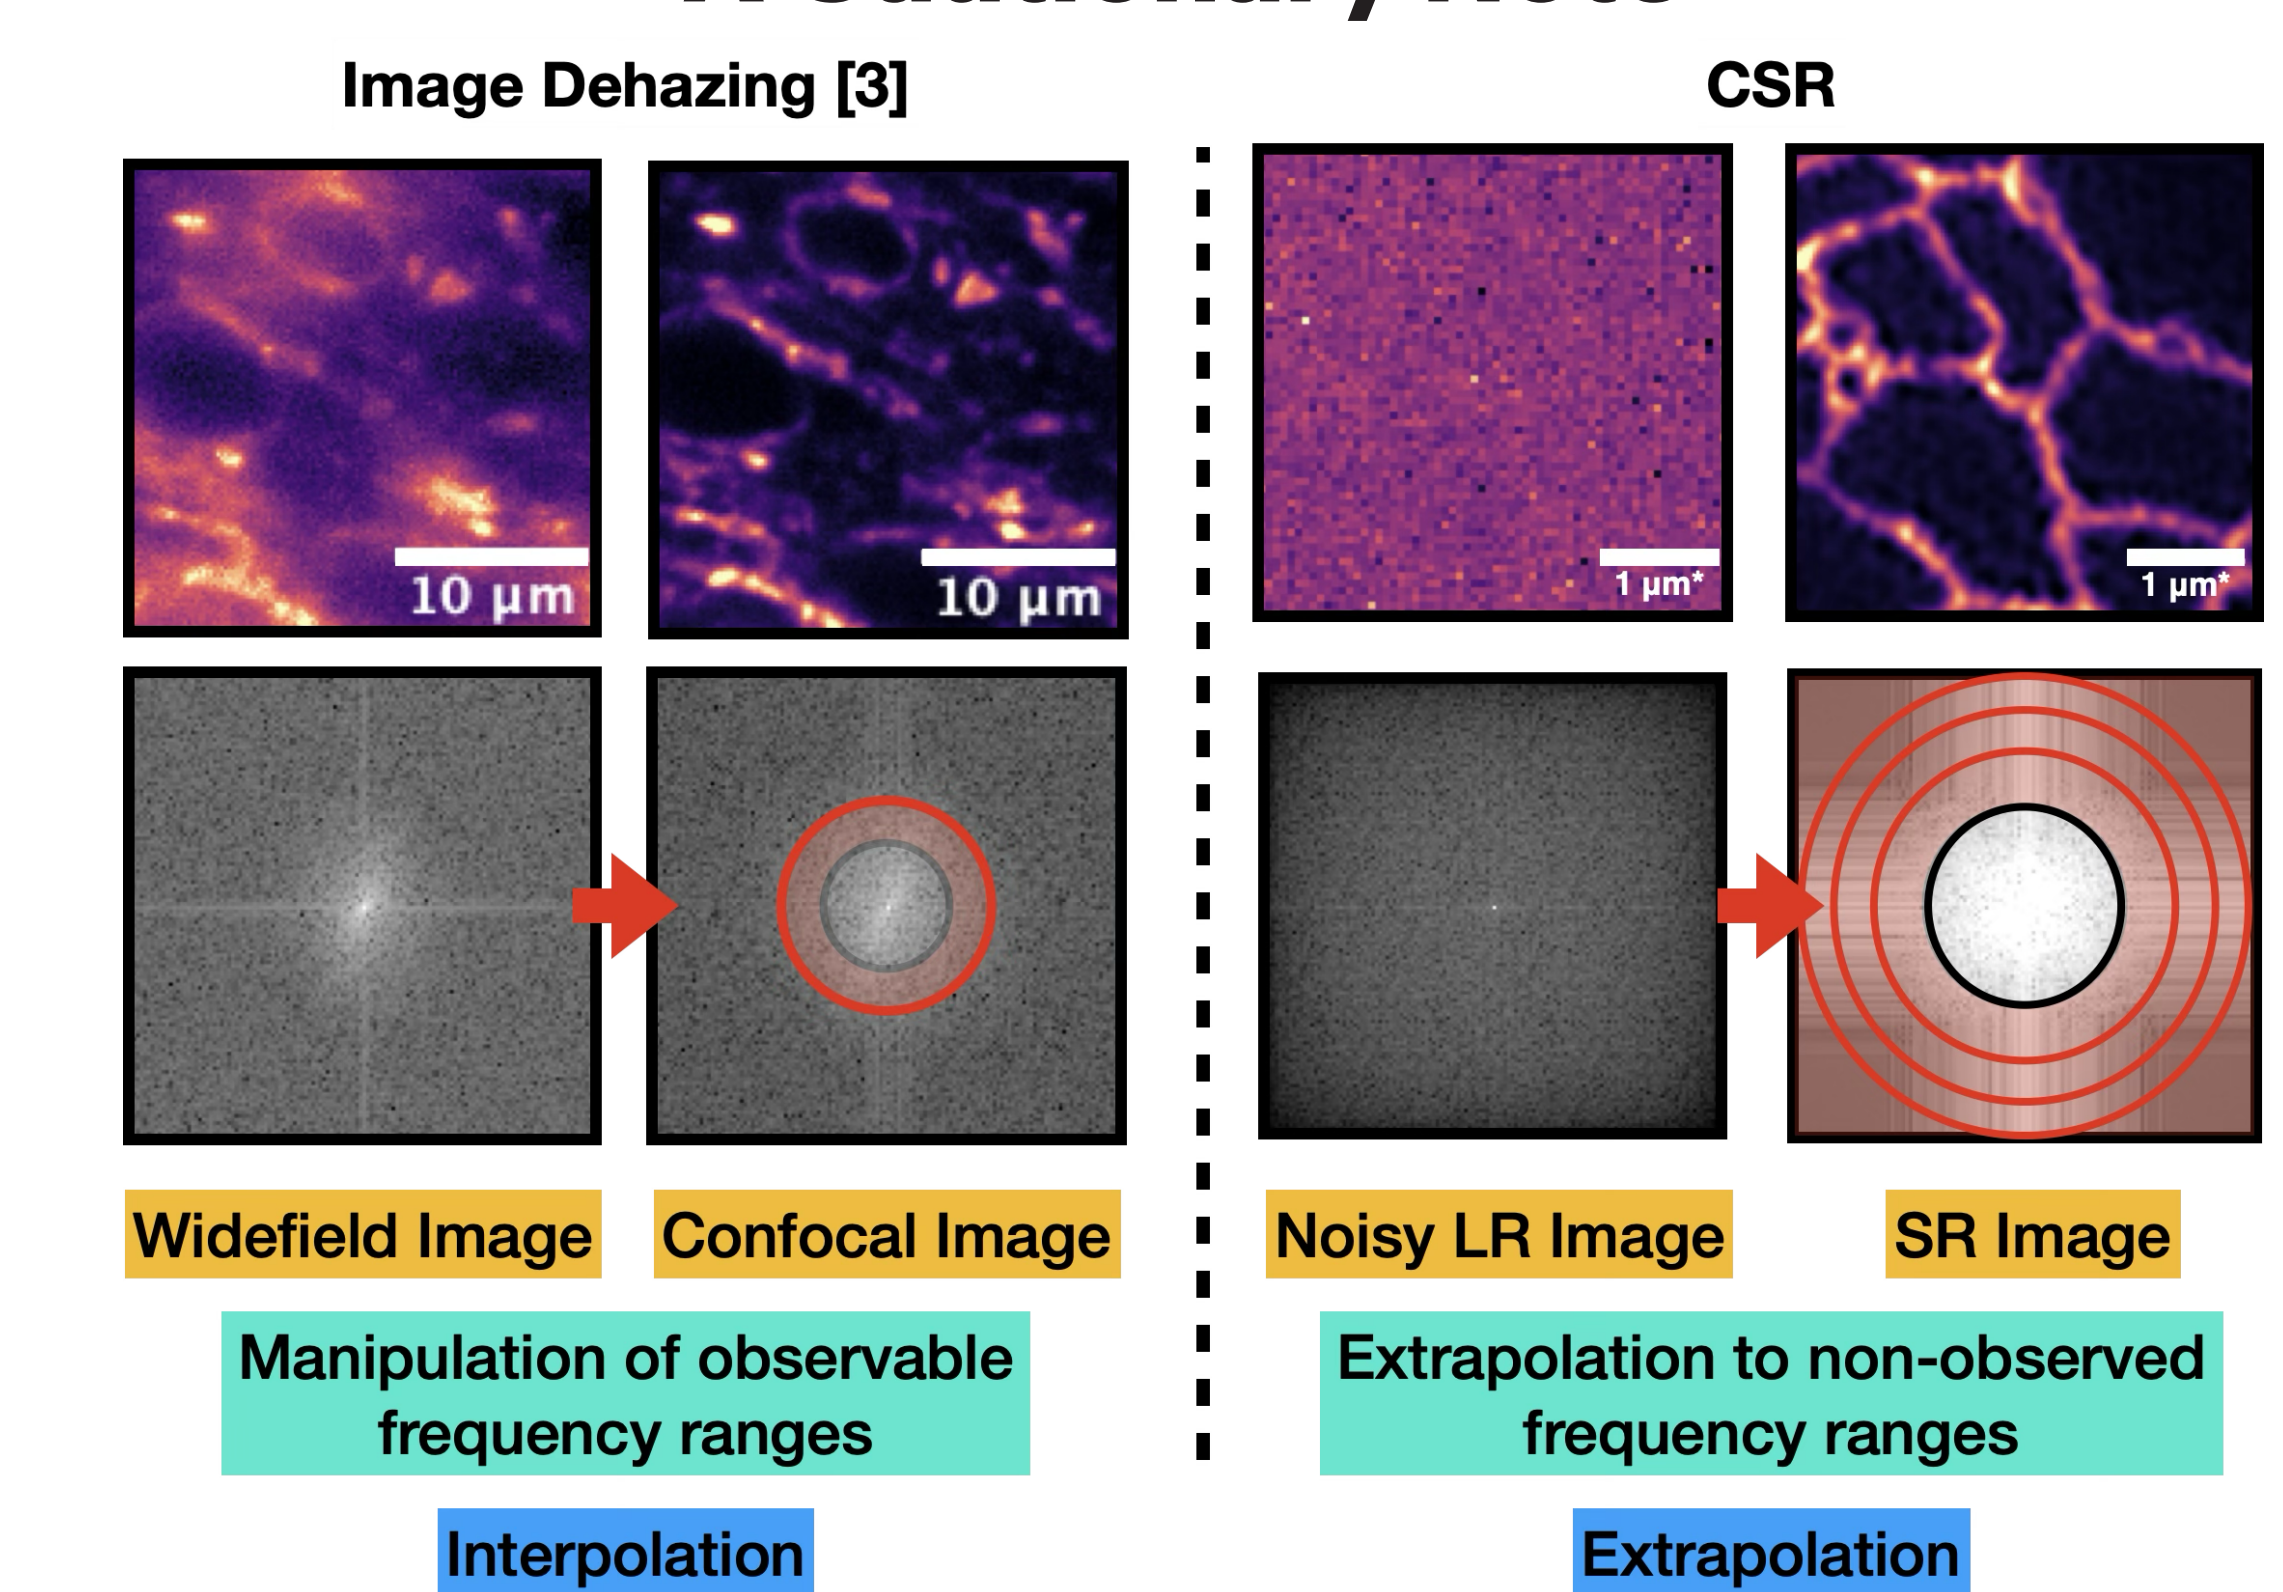 Image Dehazing [3]
CSR
10 μm
10 μm
1 μm*
1 μm*
Widefield Image
Confocal Image
Noisy LR Image
SR Image
Manipulation of observable
frequency ranges
Extrapolation to non-observed
frequency ranges
Interpolation
Extrapolation